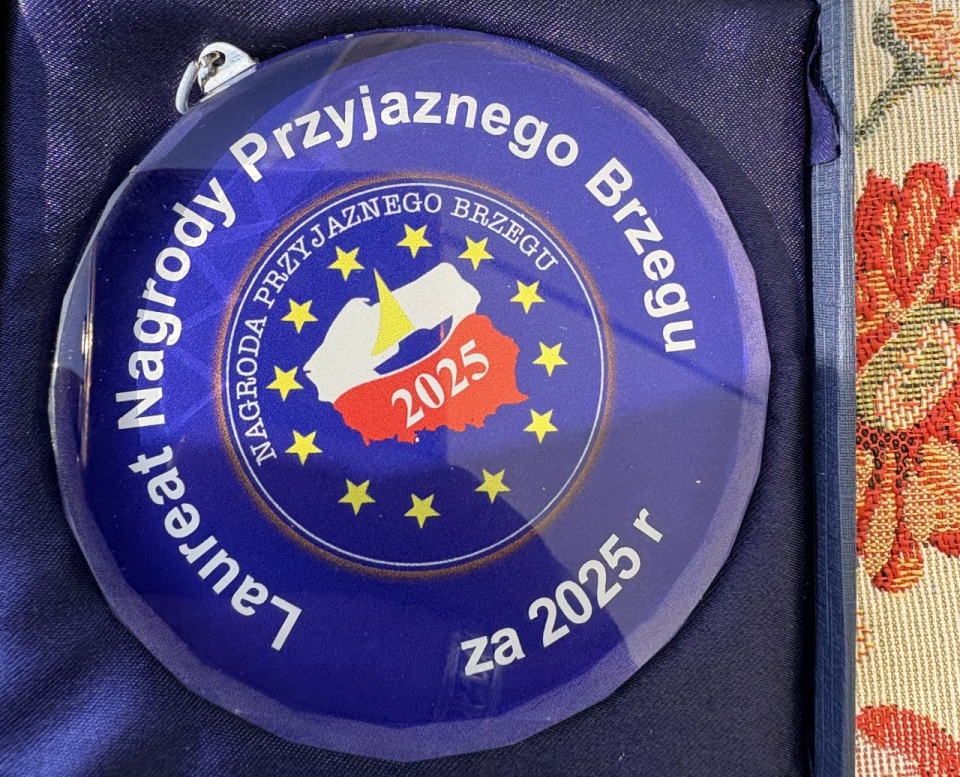 Laureat Nagrody Przyjaznego Brzegu
NAGRODA PRZYJAZNEGO BRZEGU
2025
za 2025 r